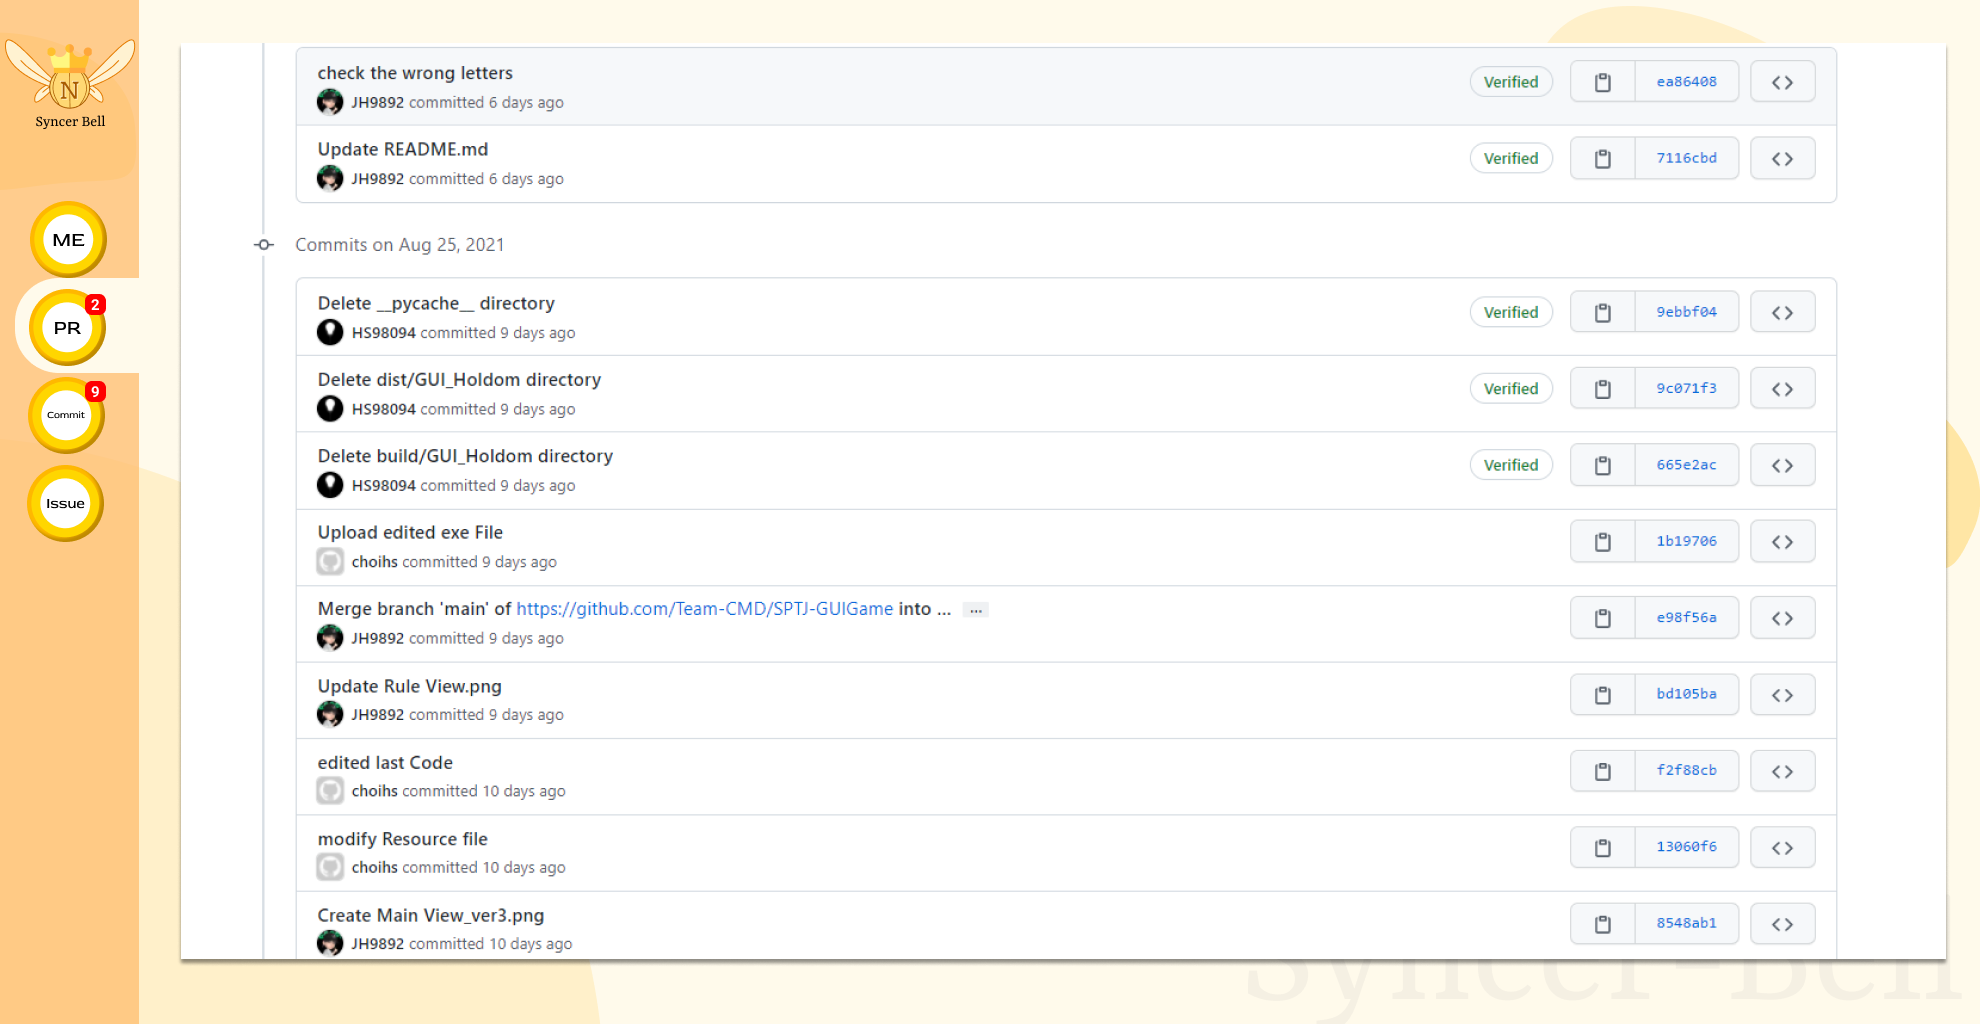 N
Syncer Bell
ME
PR
2
Commit
9
Issue
check the wrong letters
JH9892 committed 6 days ago
Verified
ea86408
Update README.md
JH9892 committed 6 days ago
Verified
7116cbd
Commits on Aug 25, 2021
Delete __pycache__ directory
HS98094 committed 9 days ago
Verified
9ebbf04
Delete dist/GUI_Holdom directory
HS98094 committed 9 days ago
Verified
9c071f3
Delete build/GUI_Holdom directory
HS98094 committed 9 days ago
Verified
665e2ac
Upload edited exe File
choihs committed 9 days ago
1b19706
Merge branch 'main' of https://github.com/Team-CMD/SPTJ-GUIGame into ... ...
JH9892 committed 9 days ago
e98f56a
Update Rule View.png
JH9892 committed 9 days ago
bd105ba
edited last Code
choihs committed 10 days ago
f2f88cb
modify Resource file
choihs committed 10 days ago
13060f6
Create Main View_ver3.png
JH9892 committed 10 days ago
8548ab1
Syncer-Bell